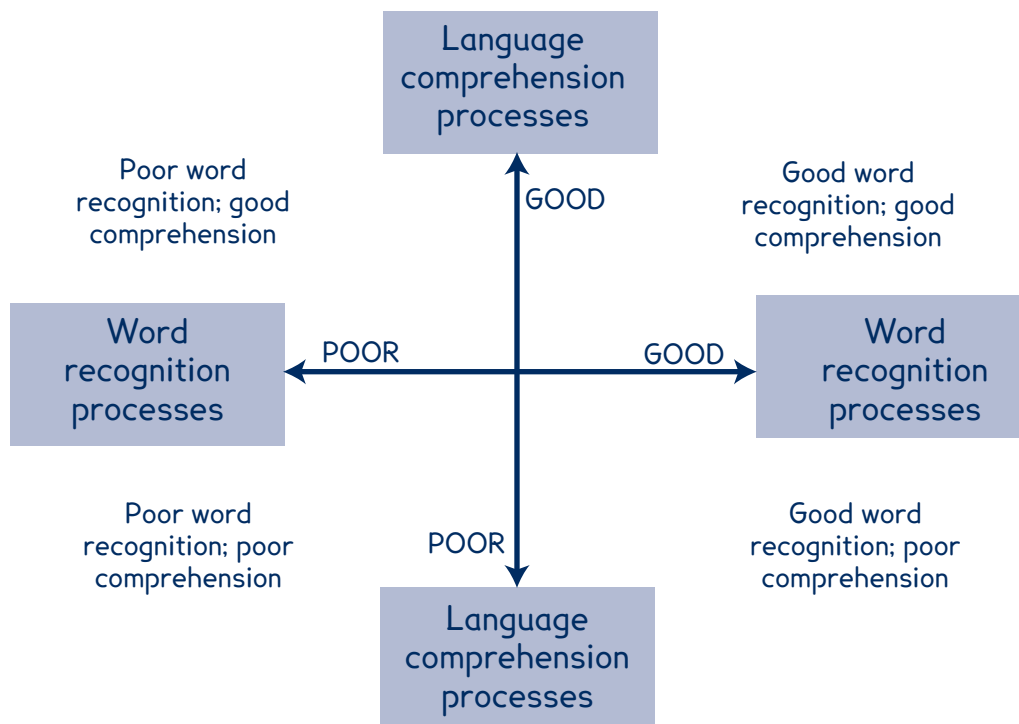 Language
comprehension
processes
Poor word
recognition; good
comprehension
GOOD
Good word
recognition; good
comprehension
Word
recognition
processes
POOR
GOOD
Word
recognition
processes
Poor word
recognition; poor
comprehension
POOR
Good word
recognition; poor
comprehension
Language
comprehension
processes